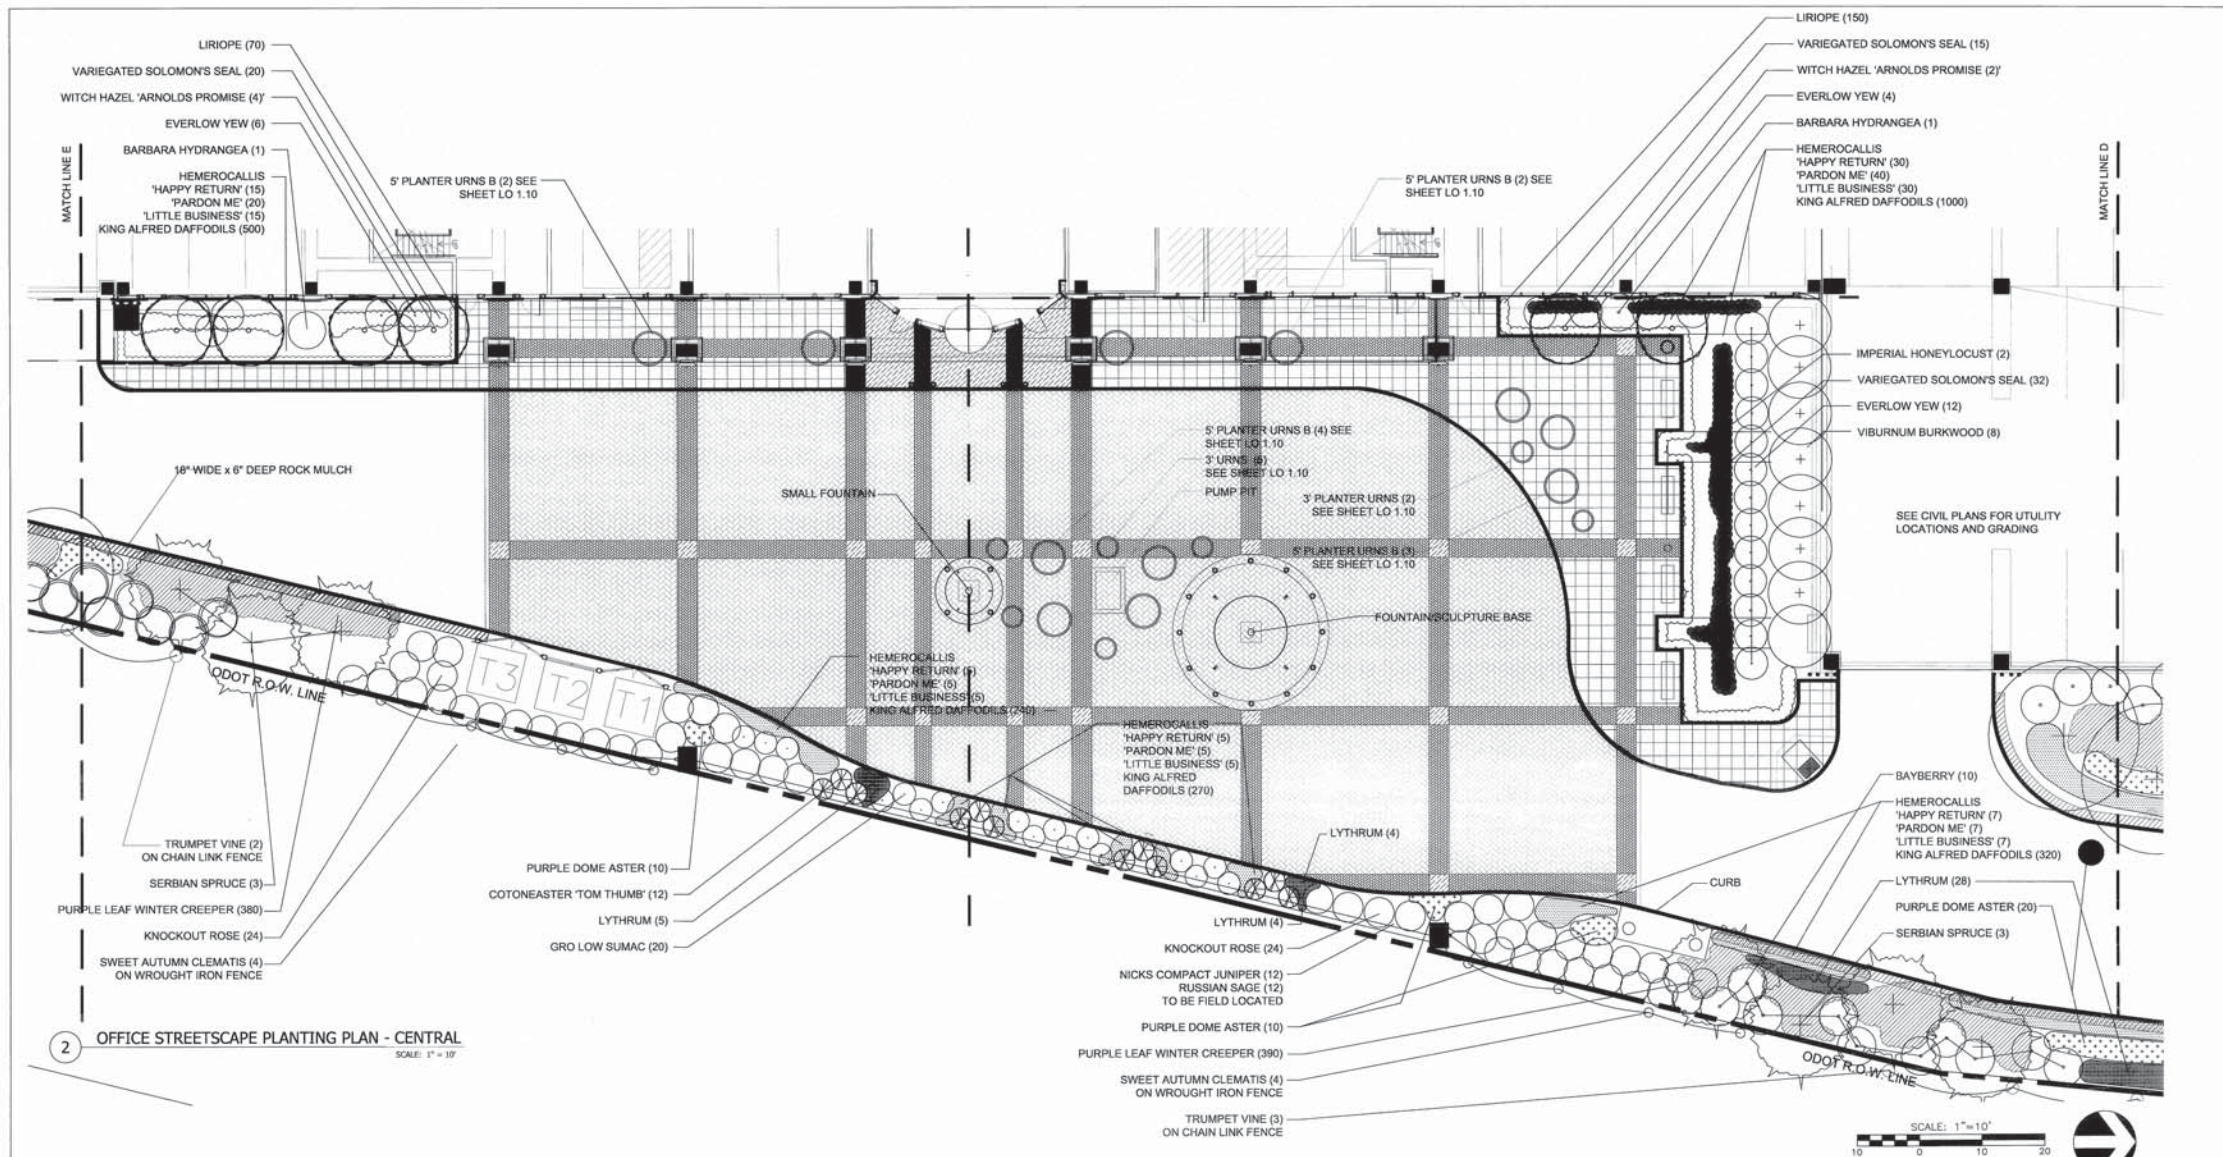 LIRIOPE (70)
VARIEGATED SOLOMON'S SEAL (20)
WITCH HAZEL 'ARNOLDS PROMISE (4)'
EVERLOW YEW (6)
BARBARA HYDRANGEA (1)
HEMEROCALLIS
'HAPPY RETURN' (15)
'PARDON ME' (20)
'LITTLE BUSINESS' (15)
KING ALFRED DAFFODILS (500)
MATCH LINE E
5' PLANTER URNS B (2) SEE
SHEET LO 1.10
5' PLANTER URNS B (2) SEE
SHEET LO 1.10
LIRIOPE (150)
VARIEGATED SOLOMON'S SEAL (15)
WITCH HAZEL 'ARNOLDS PROMISE (2)'
EVERLOW YEW (4)
BARBARA HYDRANGEA (1)
HEMEROCALLIS
'HAPPY RETURN' (30)
'PARDON ME' (40)
'LITTLE BUSINESS' (30)
KING ALFRED DAFFODILS (1000)
MATCH LINE D
IMPERIAL HONEYLOCUST (2)
VARIEGATED SOLOMON'S SEAL (32)
EVERLOW YEW (12)
VIBURNUM BURKWOOD (8)
18" WIDE x 6" DEEP ROCK MULCH
SMALL FOUNTAIN
5' PLANTER URNS B (4) SEE
SHEET LO 1.10
3' URNS (5)
SEE SHEET LO 1.10
PUMP PIT
3' PLANTER URNS (2)
SEE SHEET LO 1.10
5' PLANTER URNS B (3)
SEE SHEET LO 1.10
SEE CIVIL PLANS FOR UTULITY
LOCATIONS AND GRADING
FOUNTAIN/SCULPTURE BASE
T3
T2
T1
ODOT R.O.W. LINE
HEMEROCALLIS
'HAPPY RETURN' (5)
'PARDON ME' (5)
'LITTLE BUSINESS' (5)
KING ALFRED DAFFODILS (240)
HEMEROCALLIS
'HAPPY RETURN' (5)
'PARDON ME' (5)
'LITTLE BUSINESS' (5)
KING ALFRED
DAFFODILS (270)
TRUMPET VINE (2)
ON CHAIN LINK FENCE
SERBIAN SPRUCE (3)
PURPLE LEAF WINTER CREEPER (380)
KNOCKOUT ROSE (24)
SWEET AUTUMN CLEMATIS (4)
ON WROUGHT IRON FENCE
PURPLE DOME ASTER (10)
COTONEASTER 'TOM THUMB' (12)
LYTHRUM (5)
GRO LOW SUMAC (20)
LYTHRUM (4)
LYTHRUM (4)
KNOCKOUT ROSE (24)
NICKS COMPACT JUNIPER (12)
RUSSIAN SAGE (12)
TO BE FIELD LOCATED
PURPLE DOME ASTER (10)
PURPLE LEAF WINTER CREEPER (390)
SWEET AUTUMN CLEMATIS (4)
ON WROUGHT IRON FENCE
TRUMPET VINE (3)
ON CHAIN LINK FENCE
CURB
BAYBERRY (10)
HEMEROCALLIS
'HAPPY RETURN' (7)
'PARDON ME' (7)
'LITTLE BUSINESS' (7)
KING ALFRED DAFFODILS (320)
LYTHRUM (28)
PURPLE DOME ASTER (20)
SERBIAN SPRUCE (3)
ODOT R.O.W. LINE
2 OFFICE STREETSCAPE PLANTING PLAN - CENTRAL
SCALE: 1" = 10'
SCALE: 1"=10'
10 0 10 20